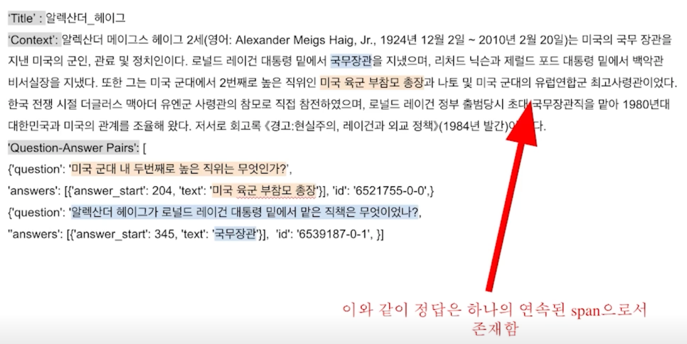 'Title' : 알렉산더_헤이그
'Context': 알렉산더 메이그스 헤이그 2세(영어: Alexander Meigs Haig, Jr., 1924년 12월 2일 ~ 2010년 2월 20일)는 미국의 국무 장관을
지낸 미국의 군인, 관료 및 정치인이다. 로널드 레이건 대통령 밑에서 국무장관을 지냈으며, 리처드 닉슨과 제럴드 포드 대통령 밑에서 백악관
비서실장을 지냈다. 또한 그는 미국 군대에서 2번째로 높은 직위인 미국 육군 부참모 총장과 나토 및 미국 군대의 유럽연합군 최고사령관이었다.
한국 전쟁 시절 더글러스 맥아더 유엔군 사령관의 참모로 직접 참전하였으며, 로널드 레이건 정부 출범당시 초대 국무장관직을 맡아 1980년대
대한민국과 미국의 관계를 조율해 왔다. 저서로 회고록 《경고:현실주의, 레이건과 외교 정책》(1984년 발간)이 다.
'Question-Answer Pairs': [
{'question': '미국 군대 내 두번째로 높은 직위는 무엇인가?',
'answers': [{'answer_start': 204, 'text': '미국 육군 부참모 총장'}], 'id': '6521755-0-0',}
{'question': '알렉산더 헤이그가 로널드 레이건 대통령 밑에서 맡은 직책은 무엇이었나?,
''answers': [{'answer_start': 345, 'text': '국무장관'}],  'id': '6539187-0-1', }]
이와 같이 정답은 하나의 연속된 span으로서
존재함